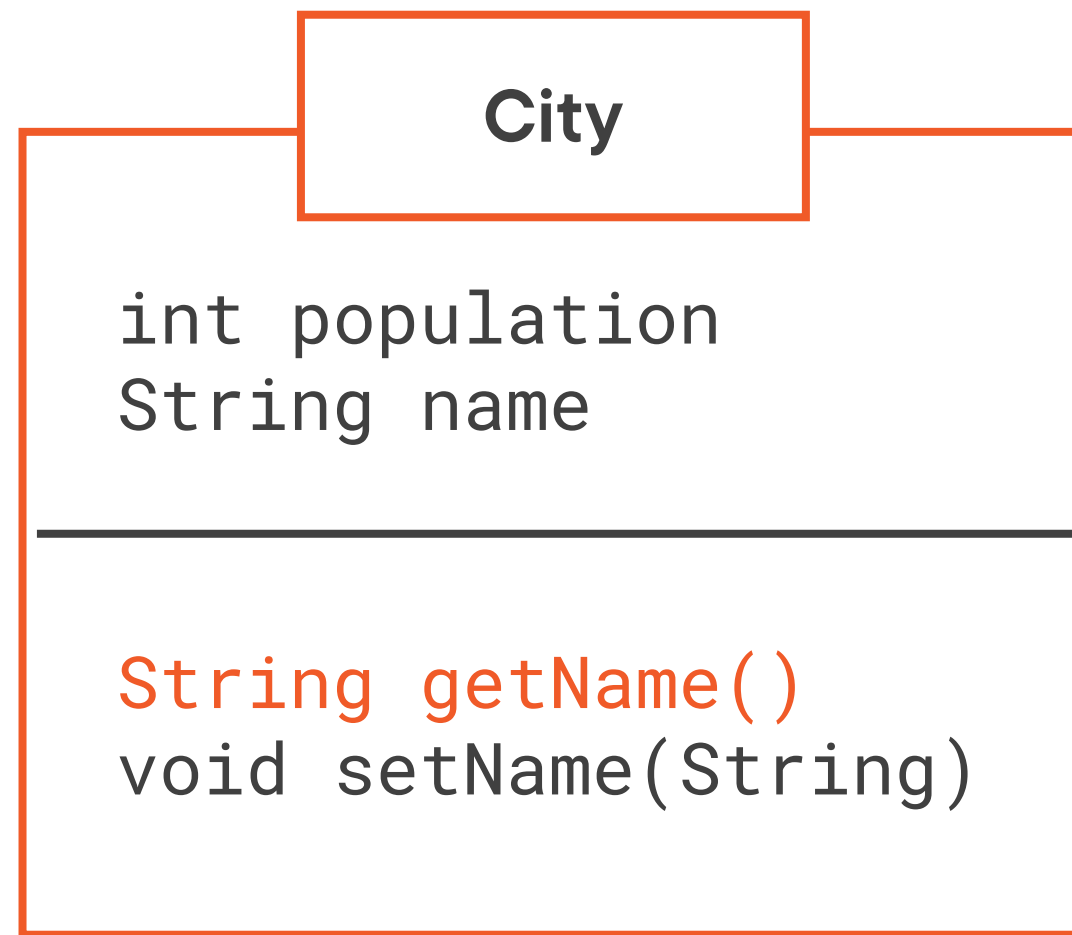 City
int population
String name
String getName()
void setName(String)